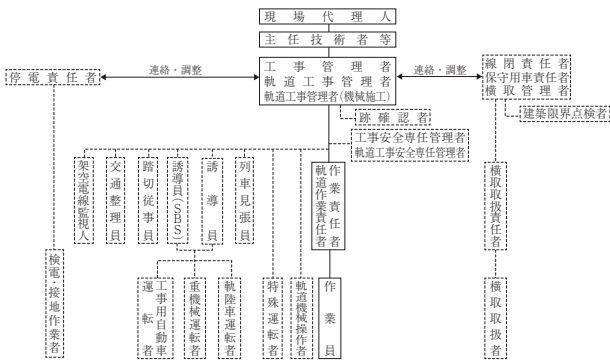 現場代理人
主任技術者等
工事管理者
軌道工事管理者
軌道工事管理者(機械施工)
停電責任者
連絡・調整
連絡・調整
線閉責任者
保守用車責任者
横取管理者
建築限界点検者
跡確認者
工事安全専任管理者
軌道工事安全専任管理者
架空電線監視人
交通整理員
踏切従事員
誘導員(SBS)
誘導員
列車見張員
作業責任者
軌道作業責任者
横取取扱責任者
検電・接地作業者
工事用自動車
運転者
重機械運転者
軌陸車運転者
特殊運転者
軌道機械操作者
作業員
横取取扱者